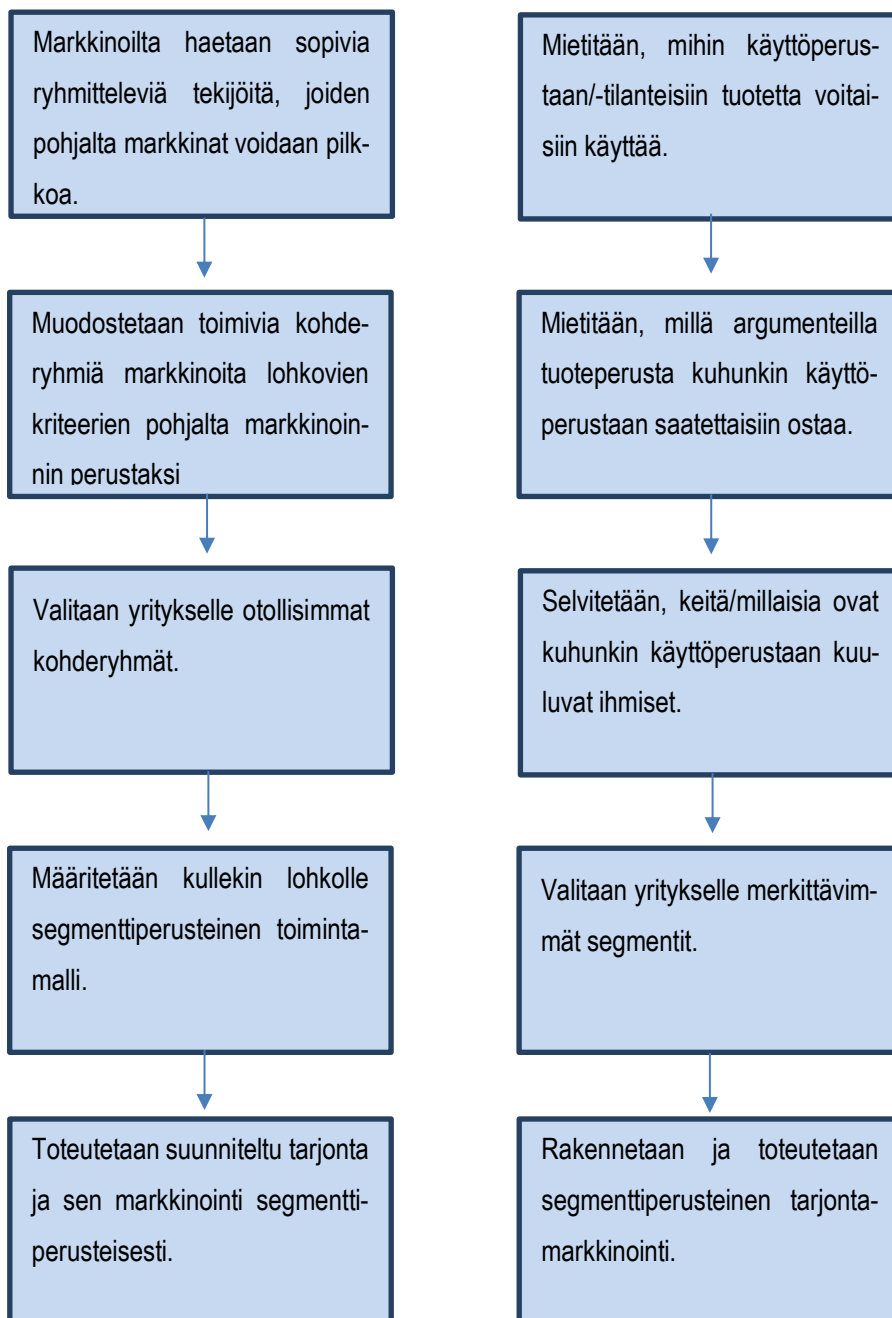 Markkinoilta haetaan sopivia
ryhmitteleviä tekijöitä, joiden
pohjalta markkinat voidaan pilk-
koa.
Muodostetaan toimivia kohde-
ryhmiä markkinoita lohkovien
kriteerien pohjalta markkinoin-
nin perustaksi
Valitaan yritykselle otollisimmat
kohderyhmät.
Määritetään kullekin lohkolle
segmenttiperusteinen toiminta-
malli.
Toteutetaan suunniteltu tarjonta
ja sen markkinointi segmentti-
perusteisesti.
Mietitään, mihin käyttöperus-
taan/-tilanteisiin tuotetta voitai-
siin käyttää.
Mietitään, millä argumenteilla
tuoteperusta kuhunkin käyttö-
perustaan saatettaisiin ostaa.
Selvitetään, keitä/millaisia ovat
kuhunkin käyttöperustaan kuu-
luvat ihmiset.
Valitaan yritykselle merkittävim-
mät segmentit.
Rakennetaan ja toteutetaan
segmenttiperusteinen tarjonta-
markkinointi.